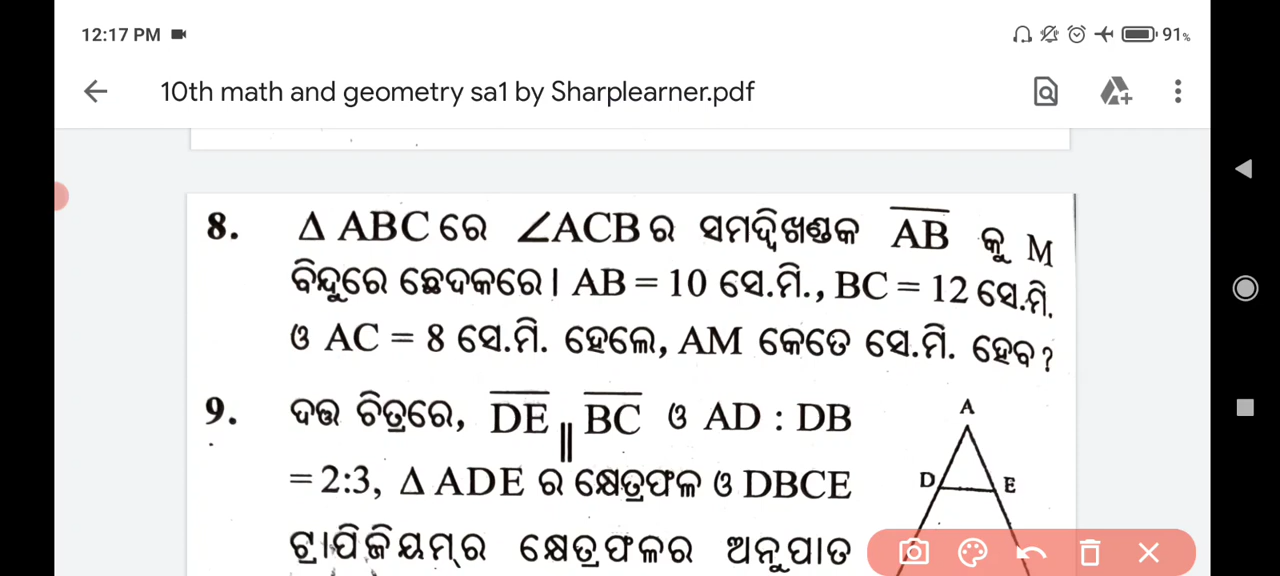 12:17 PM
91%
10th math and geometry sa1 by Sharplearner.pdf
8. Δ ABC ରେ ∠ACB ର ସମଦ୍ୱିଖଣ୍ଡକ AB କୁ M
ବିନ୍ଦୁରେ ଛେଦକରେ। AB = 10 ସେ.ମି., BC = 12 ସେ.ମି.
ଓ AC = 8 ସେ.ମି. ହେଲେ, AM କେତେ ସେ.ମି. ହେବ?
9. ଦତ୍ତ ଚିତ୍ରରେ, DE || BC ଓ AD : DB
= 2:3, Δ ADE ର କ୍ଷେତ୍ରଫଳ ଓ DBCE
ଟ୍ରାପିଜିୟମ୍‌ର କ୍ଷେତ୍ରଫଳର ଅନୁପାତ
A
D E